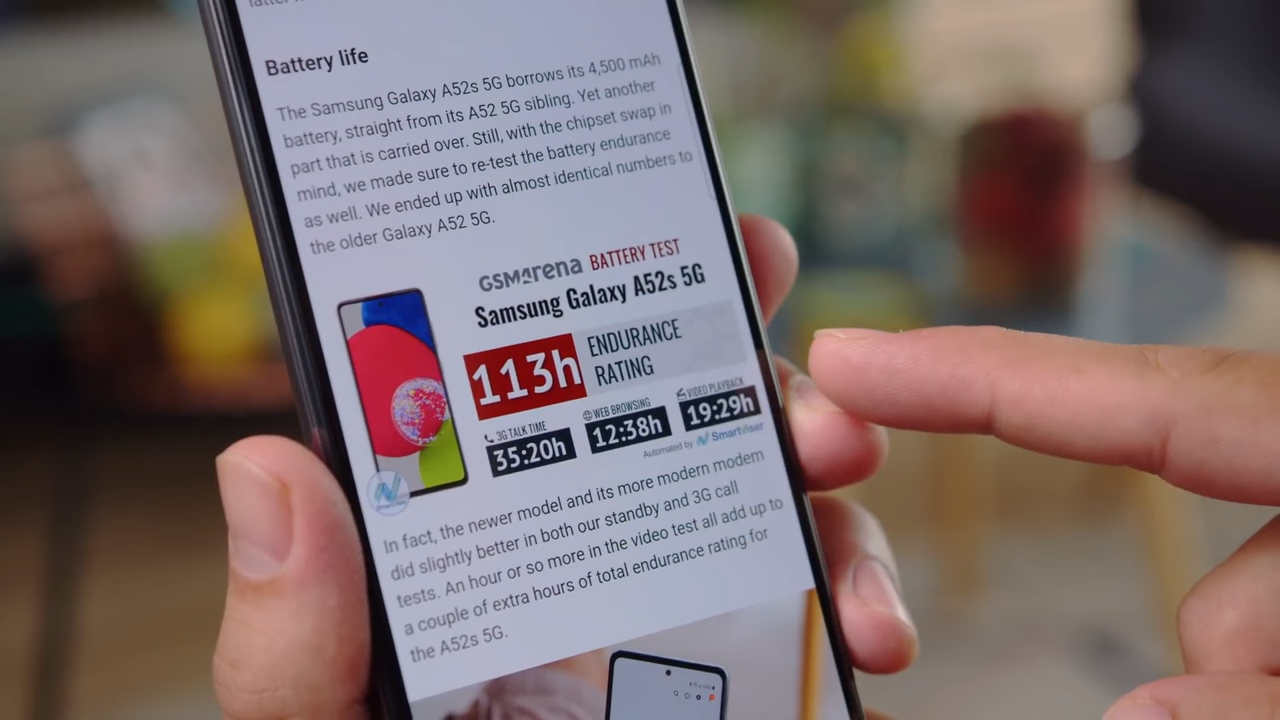 Battery life
The Samsung Galaxy A52s 5G borrows its 4,500 mAh
battery, straight from its A52 5G sibling. Yet another
part that is carried over. Still, with the chipset swap in
mind, we made sure to re-test the battery endurance
as well. We ended up with almost identical numbers to
the older Galaxy A52 5G.
GSMArena BATTERY TEST
Samsung Galaxy A52s 5G
113h ENDURANCE
RATING
3G TALK TIME
35:20h
WEB BROWSING
12:38h
VIDEO PLAYBACK
19:29h
Automated by SmartViser
In fact, the newer model and its more modern modem
did slightly better in both our standby and 3G call
tests. An hour or so more in the video test all add up to
a couple of extra hours of total endurance rating for
the A52s 5G.